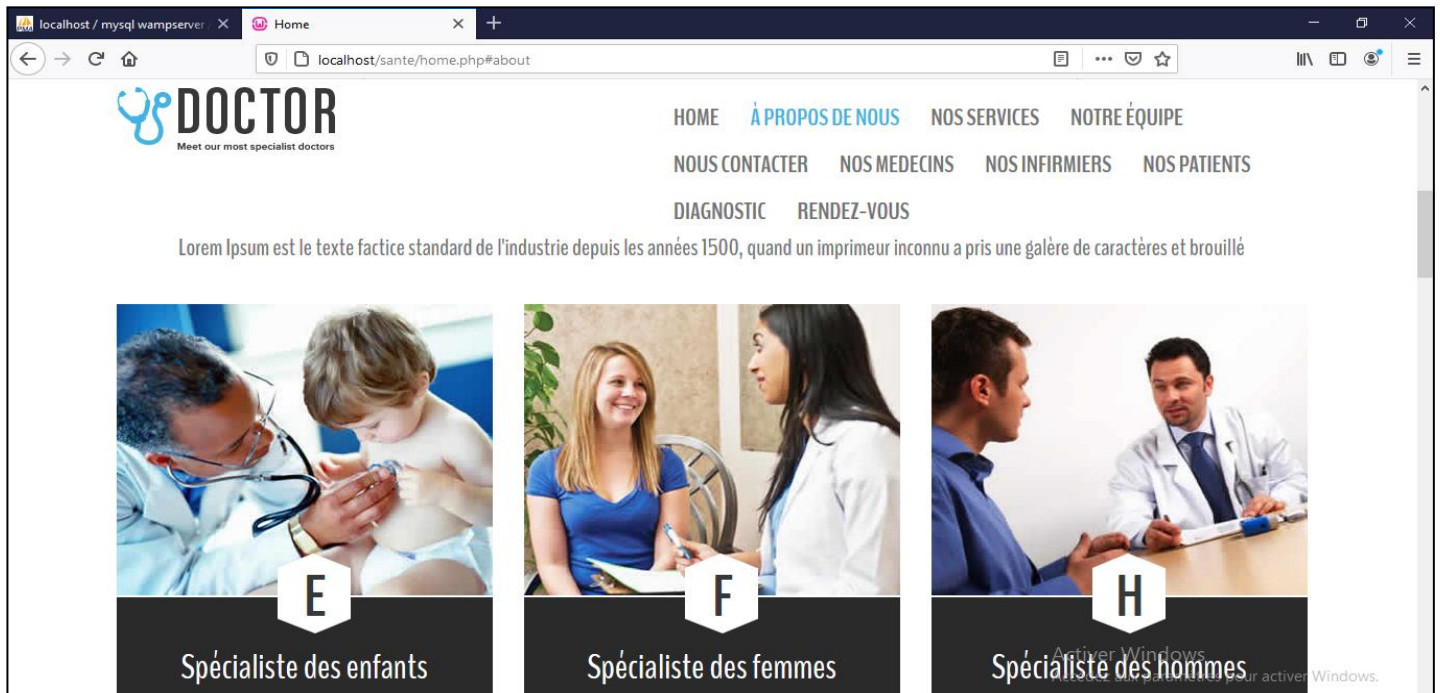 localhost / mysql wampserver
Home
localhost/sante/home.php#about
DOCTOR
Meet our most specialist doctors
HOME À PROPOS DE NOUS NOS SERVICES NOTRE ÉQUIPE
NOUS CONTACTER NOS MEDECINS NOS INFIRMIERS NOS PATIENTS
DIAGNOSTIC RENDEZ-VOUS
Lorem Ipsum est le texte factice standard de l'industrie depuis les années 1500, quand un imprimeur inconnu a pris une galère de caractères et brouillé
E
F
H
Spécialiste des enfants
Spécialiste des femmes
Spécialiste des hommes
Activer Windows
Accédez aux paramètres pour activer Windows.